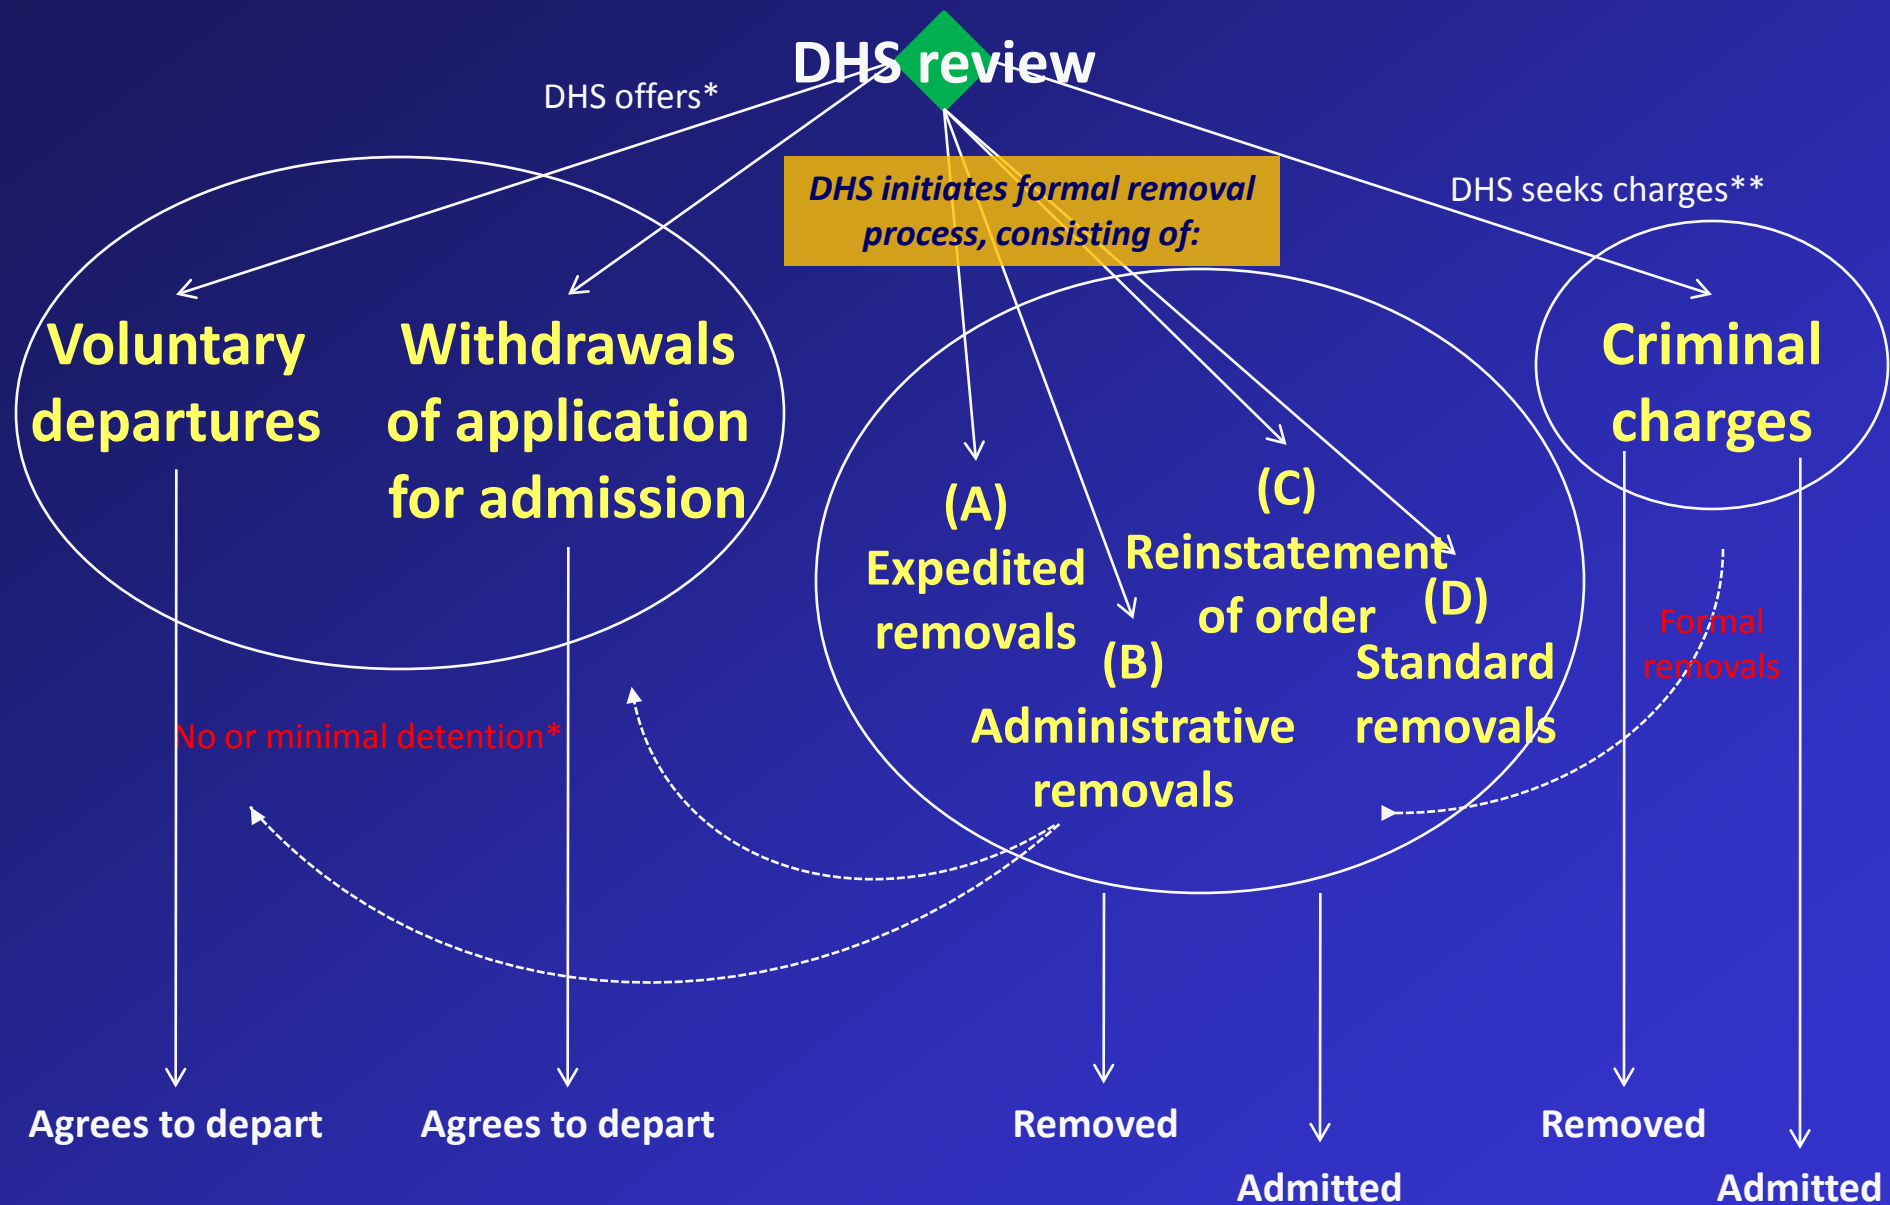 DHS review
DHS offers*
DHS initiates formal removal
process, consisting of:
DHS seeks charges**
Voluntary
departures
Withdrawals
of application
for admission
Criminal
charges
(A)
Expedited
removals
(B)
Administrative
removals
(C)
Reinstatement
of order
(D)
Standard
removals
Formal
removals
No or minimal detention*
Agrees to depart
Agrees to depart
Removed
Admitted
Removed
Admitted